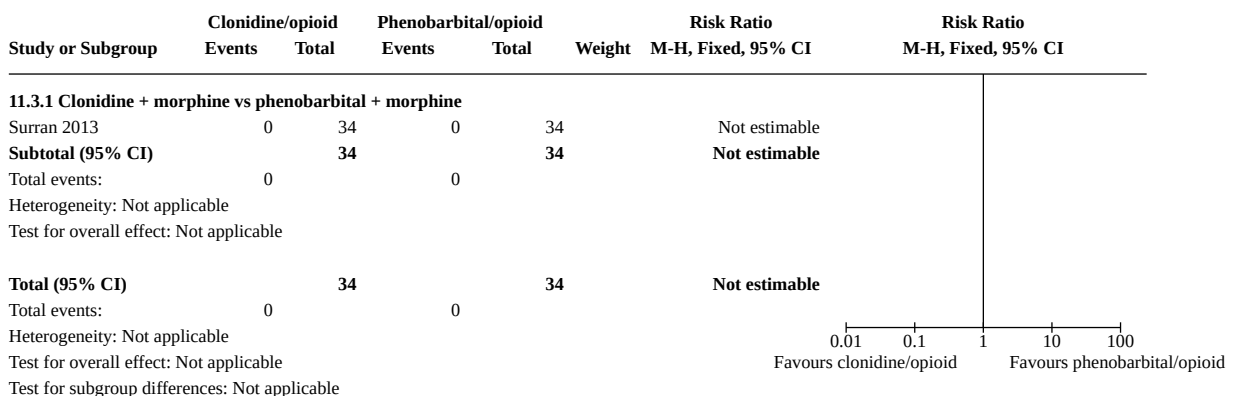 Clonidine/opioid Phenobarbital/opioid Risk Ratio Risk Ratio
Study or Subgroup Events Total Events Total Weight M-H, Fixed, 95% CI M-H, Fixed, 95% CI
11.3.1 Clonidine + morphine vs phenobarbital + morphine
Surran 2013 0 34 0 34 Not estimable
Subtotal (95% CI) 34 34 Not estimable
Total events: 0 0
Heterogeneity: Not applicable
Test for overall effect: Not applicable
Total (95% CI) 34 34 Not estimable
Total events: 0 0
Heterogeneity: Not applicable
0.01 0.1 1 10 100
Test for overall effect: Not applicable Favours clonidine/opioid Favours phenobarbital/opioid
Test for subgroup differences: Not applicable